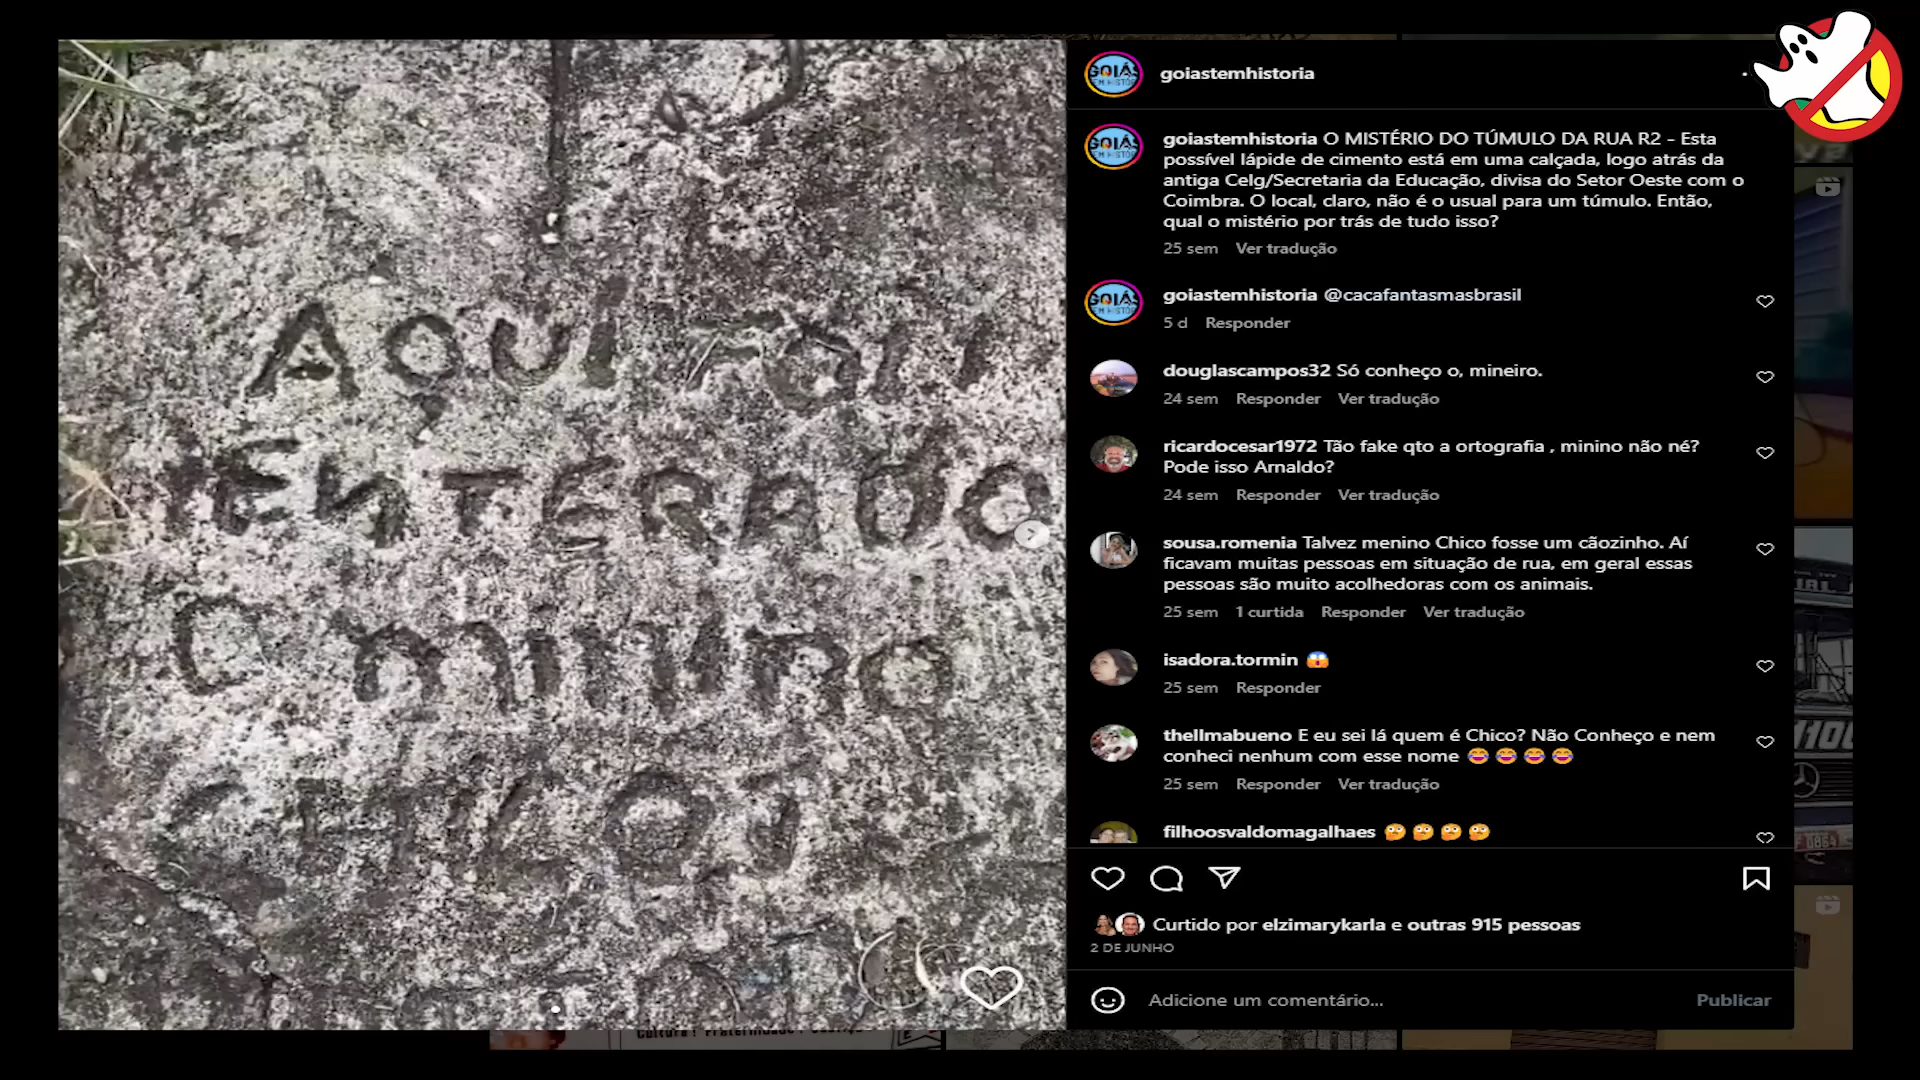 AQUI FOI
ENTERRADO
O MININO
CHICO
goiastemhistoria
goiastemhistoria O MISTÉRIO DO TÚMULO DA RUA R2 - Esta
possível lápide de cimento está em uma calçada, logo atrás da
antiga Celg/Secretaria da Educação, divisa do Setor Oeste com o
Coimbra. O local, claro, não é o usual para um túmulo. Então,
qual o mistério por trás de tudo isso?
25 sem Ver tradução
goiastemhistoria @cacafantasmasbrasil
5 d Responder
douglascampos32 Só conheço o, mineiro.
24 sem Responder Ver tradução
ricardocesar1972 Tão fake qto a ortografia , minino não né?
Pode isso Arnaldo?
24 sem Responder Ver tradução
sousa.romenia Talvez menino Chico fosse um cãozinho. Aí
ficavam muitas pessoas em situação de rua, em geral essas
pessoas são muito acolhedoras com os animais.
25 sem 1 curtida Responder Ver tradução
isadora.tormin 😱
25 sem Responder
thellmabueno E eu sei lá quem é Chico? Não Conheço e nem
conheci nenhum com esse nome 😂 😂 😂 😂
25 sem Responder Ver tradução
filhoosvaldomagalhaes 🤔 🤔 🤔 🤔
Curtido por elzimarykarla e outras 915 pessoas
2 DE JUNHO
Adicione um comentário...
Publicar